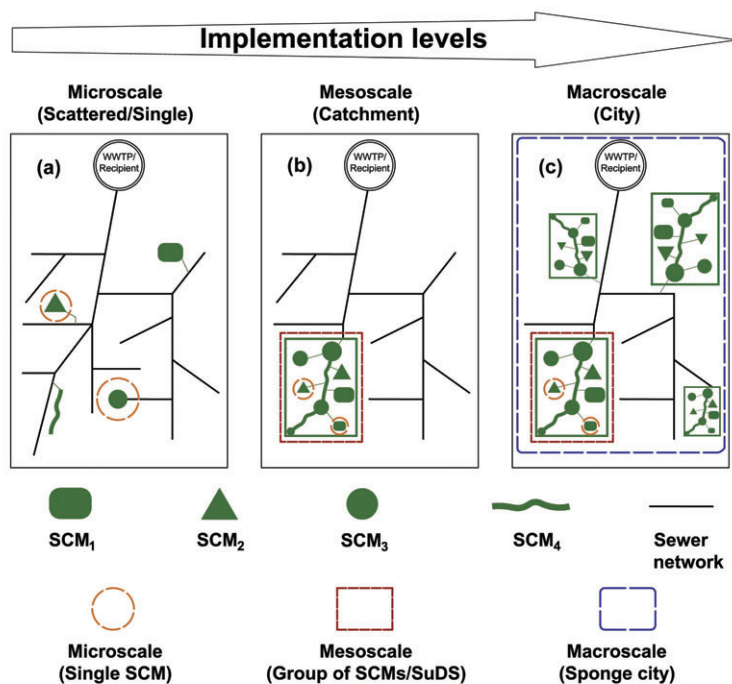 Implementation levels
Microscale
(Scattered/Single)
Mesoscale
(Catchment)
Macroscale
(City)
(a)
WWTP/
Recipient
(b)
WWTP/
Recipient
(c)
WWTP/
Recipient
SCM₁
SCM₂
SCM₃
SCM₄
Sewer
network
Microscale
(Single SCM)
Mesoscale
(Group of SCMs/SuDS)
Macroscale
(Sponge city)